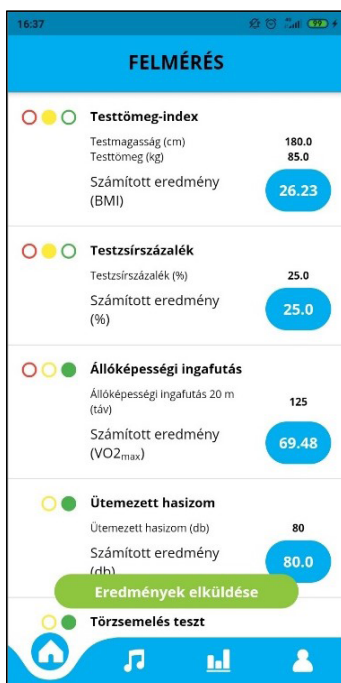 16:37
99
FELMÉRÉS
Testtömeg-index
Testmagasság (cm) 180.0
Testtömeg (kg) 85.0
Számított eredmény
(BMI)
26.23
Testzsírszázalék
Testzsírszázalék (%) 25.0
Számított eredmény
(%)
25.0
Állóképességi ingafutás
Állóképességi ingafutás 20 m
(táv)
125
Számított eredmény
(VO2max)
69.48
Ütemezett hasizom
Ütemezett hasizom (db) 80
Számított eredmény
(db)
80.0
Eredmények elküldése
Törzsemelés teszt